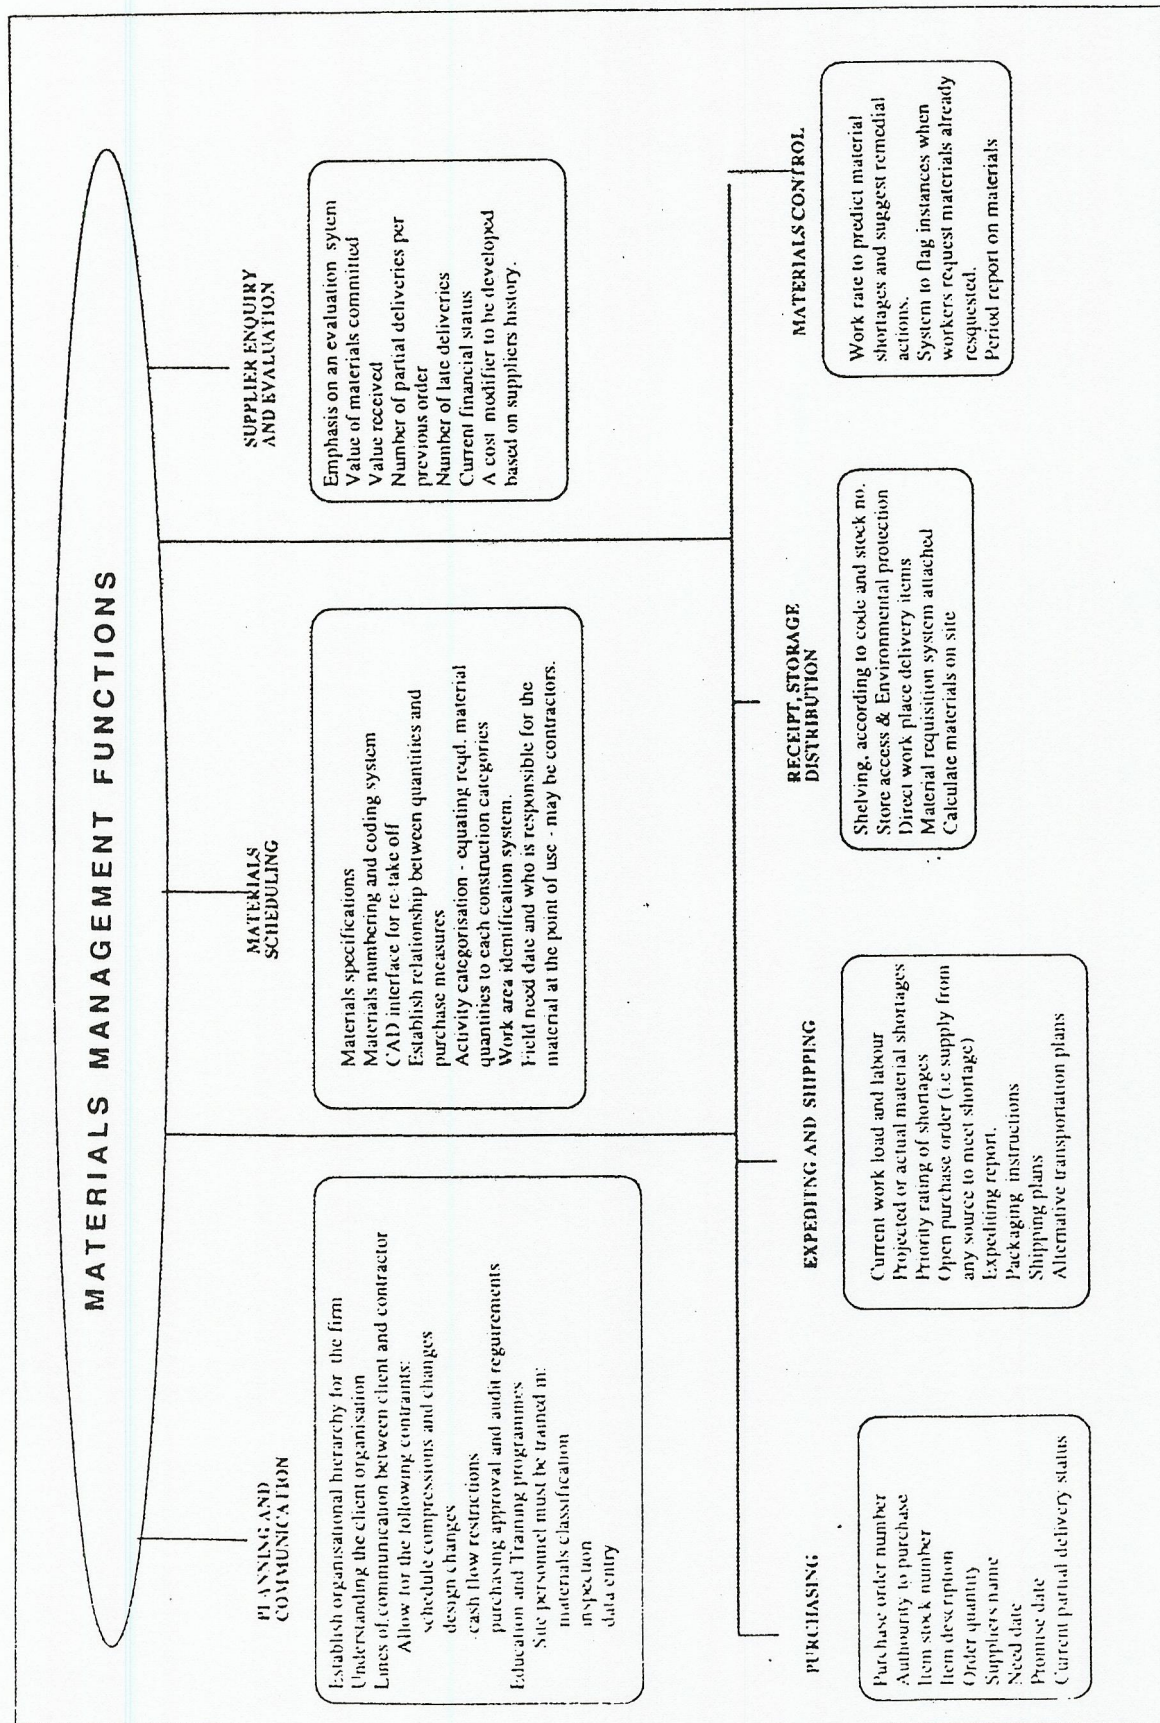 MATERIALS MANAGEMENT FUNCTIONS
PLANNING AND
COMMUNICATION
Establish organisational hierarchy for the firm
Understanding the client organisation
Lines of communication between client and contractor
Allow for the following contraints:
schedule compressions and changes
design changes
cash flow restrictions
purchasing approval and audit reguirements
Education and Training programmes
Site personnel must be trained in:
materials classification
inspection
data entry
MATERIALS
SCHEDULING
Materials specifications
Materials numbering and coding system
CAD interface for re-take off
Establish relationship between quantities and
purchase measures
Activity categorisation - equating reqd. material
quantities to each construction categories
Work area identification system.
Field need date and who is responsible for the
material at the point of use - may be contractors.
SUPPLIER ENQUIRY
AND EVALUATION
Emphasis on an evaluation sytem
Value of materials committed
Value received
Number of partial deliveries per
previous order
Number of late deliveries
Current financial status
A cost modifier to be developed
based on suppliers history.
PURCHASING
Purchase order number
Authourity to purchase
Item stock number
Item description
Order quantity
Suppliers name
Need date
Promise date
Current partial delivery status
EXPEDITNG AND SHIPPING
Current work load and labour
Projected or actual material shortages
Priority rating of shortages
Open purchase order (i.e supply from
any source to meet shortage)
Expediting report.
Packaging instructions
Shipping plans
Alternative transportation plans
RECEIPT, STORAGE
DISTRIBUTION
Shelving, according to code and stock no.
Store access & Environmental protection
Direct work place delivery items
Material requisition system attached
Calculate materials on site
MATERIALS CONTROL
Work rate to predict material
shortages and suggest remedial
actions.
System to flag instances when
workers request materials already
resquested.
Period report on materials